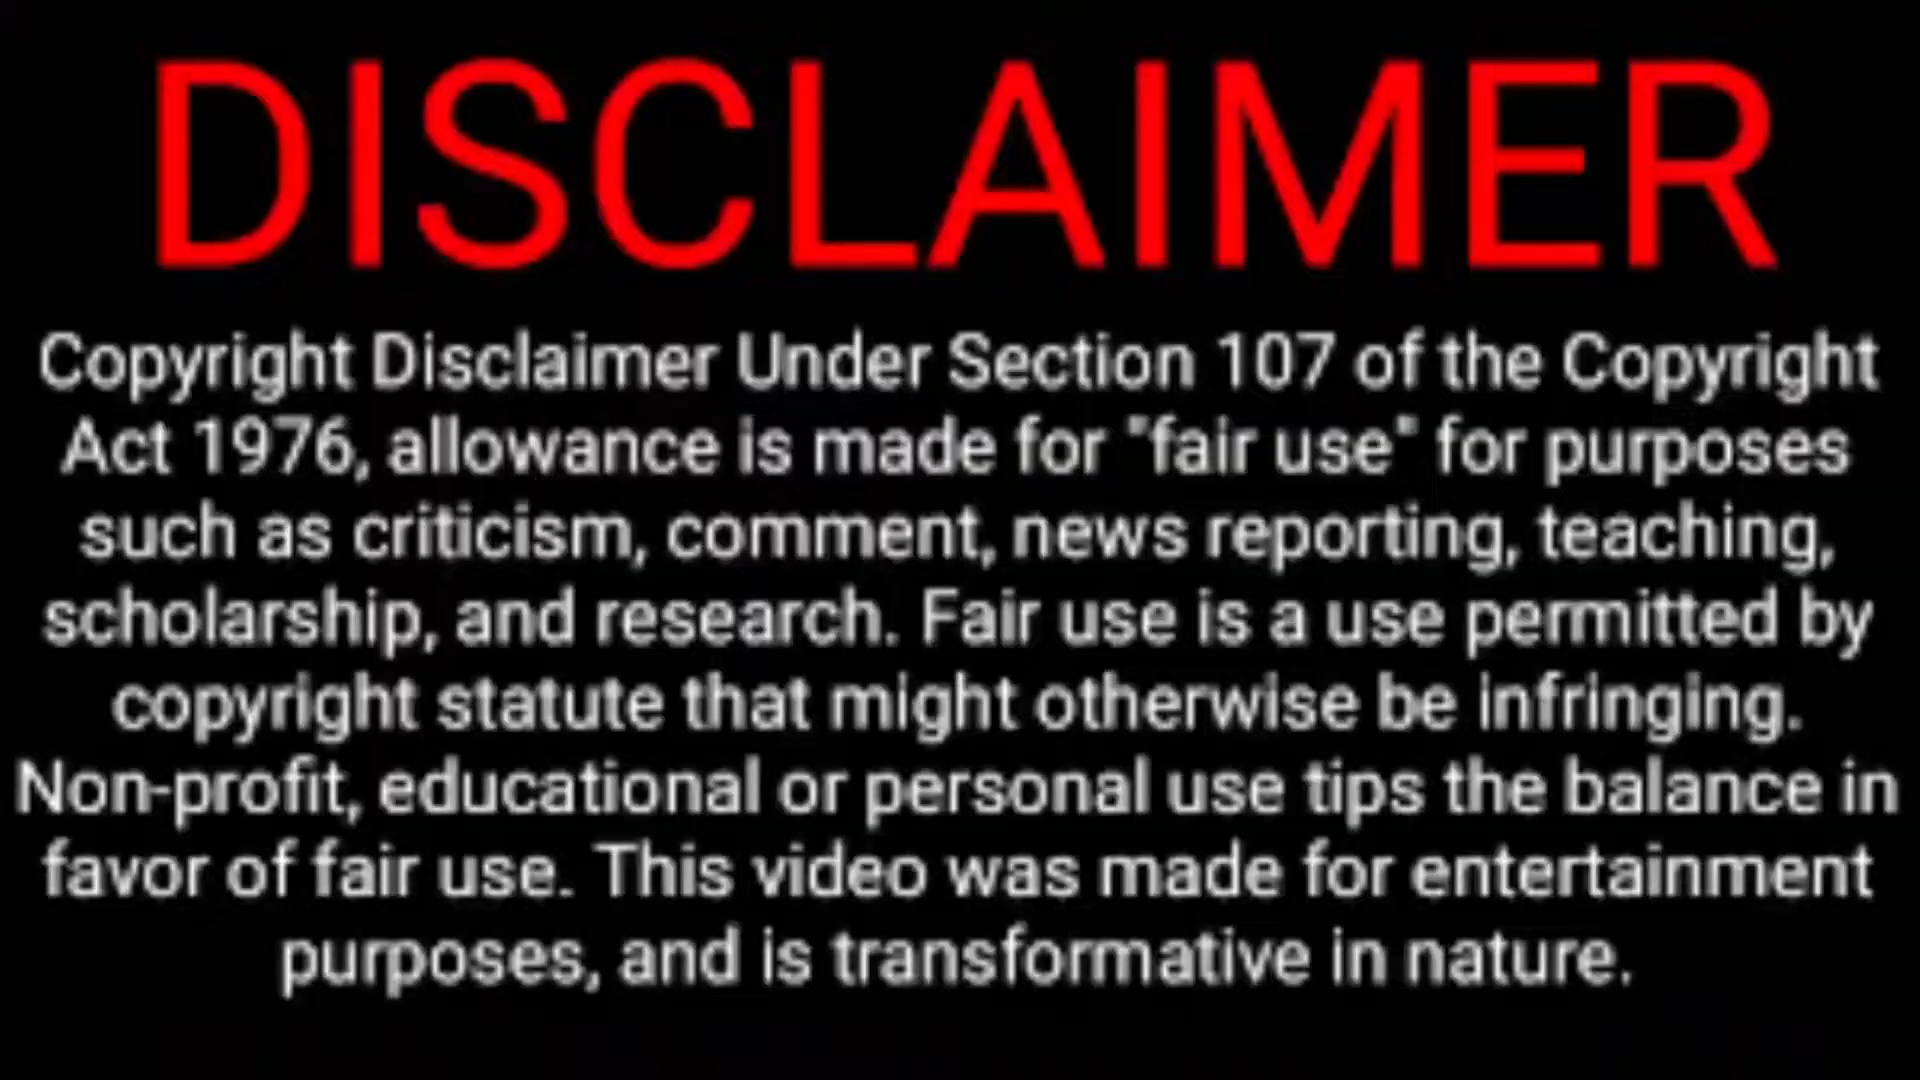 DISCLAIMER
Copyright Disclaimer Under Section 107 of the Copyright
Act 1976, allowance is made for "fair use" for purposes
such as criticism, comment, news reporting, teaching,
scholarship, and research. Fair use is a use permitted by
copyright statute that might otherwise be infringing.
Non-profit, educational or personal use tips the balance in
favor of fair use. This video was made for entertainment
purposes, and is transformative in nature.